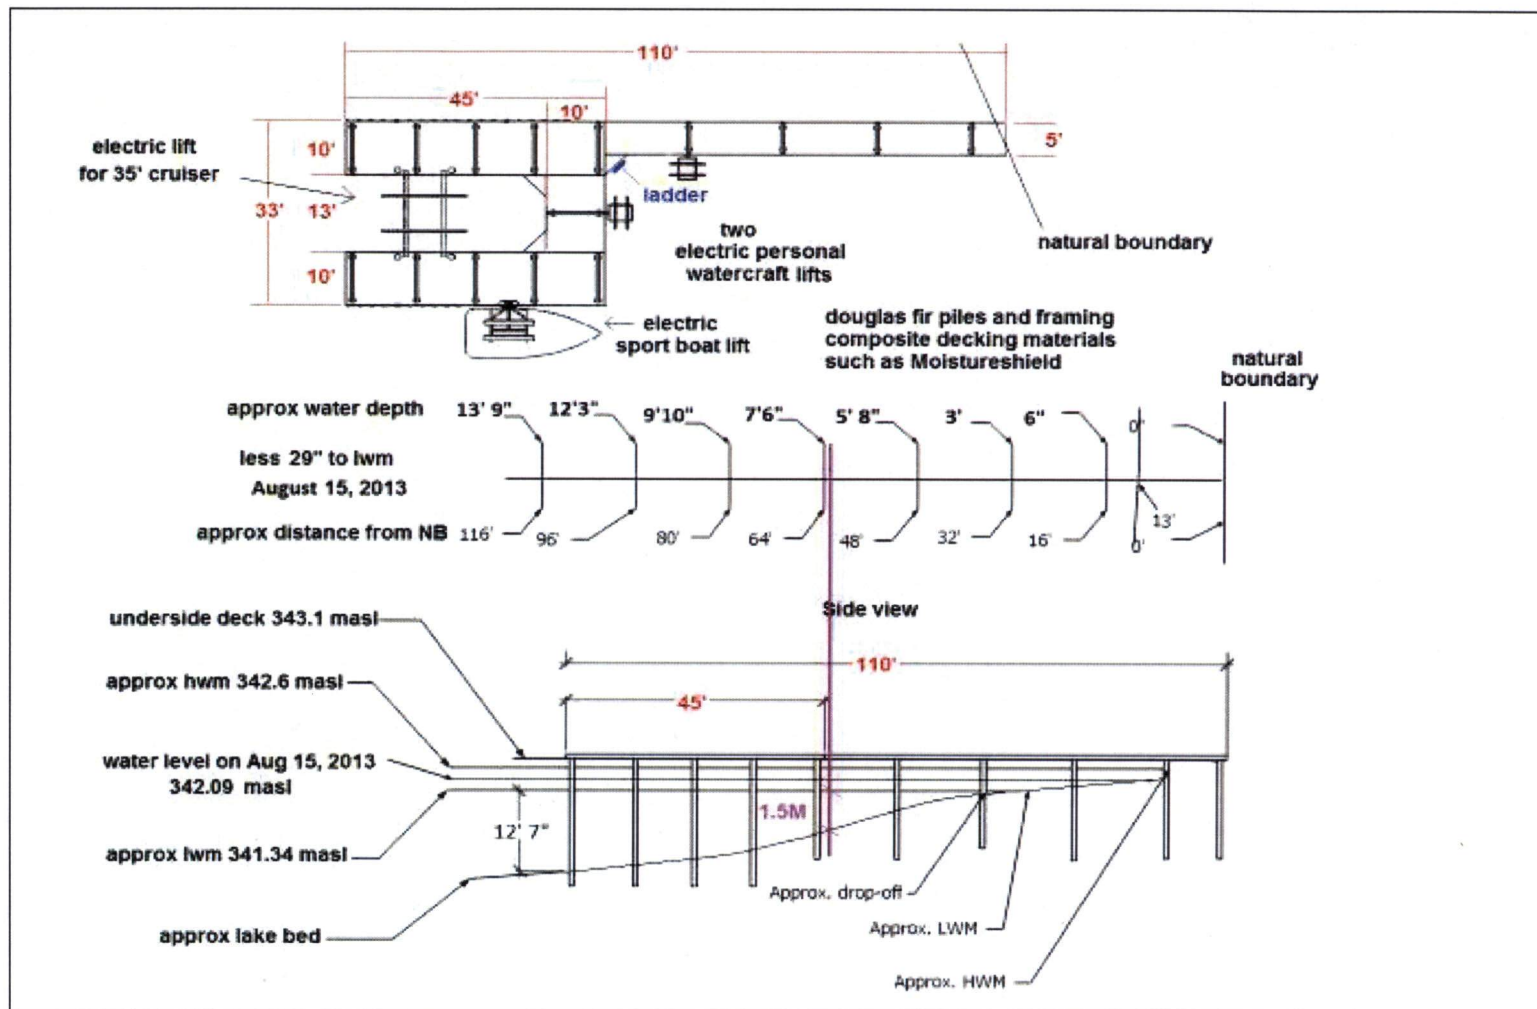 110'
45'
10'
electric lift
for 35' cruiser
10'
5'
ladder
33'
13'
two
electric personal
watercraft lifts
natural boundary
10'
electric
sport boat lift
douglas fir piles and framing
composite decking materials
such as Moistureshield
natural
boundary
approx water depth
13' 9"
12'3"
9'10"
7'6"
5' 8"
3'
6"
0'
less 29" to lwm
August 15, 2013
approx distance from NB
116'
96'
80'
64'
48'
32'
16'
0'
13'
Side view
underside deck 343.1 masl
110'
approx hwm 342.6 masl
45'
water level on Aug 15, 2013
342.09 masl
1.5M
12' 7"
approx lwm 341.34 masl
Approx. drop-off
Approx. LWM
approx lake bed
Approx. HWM